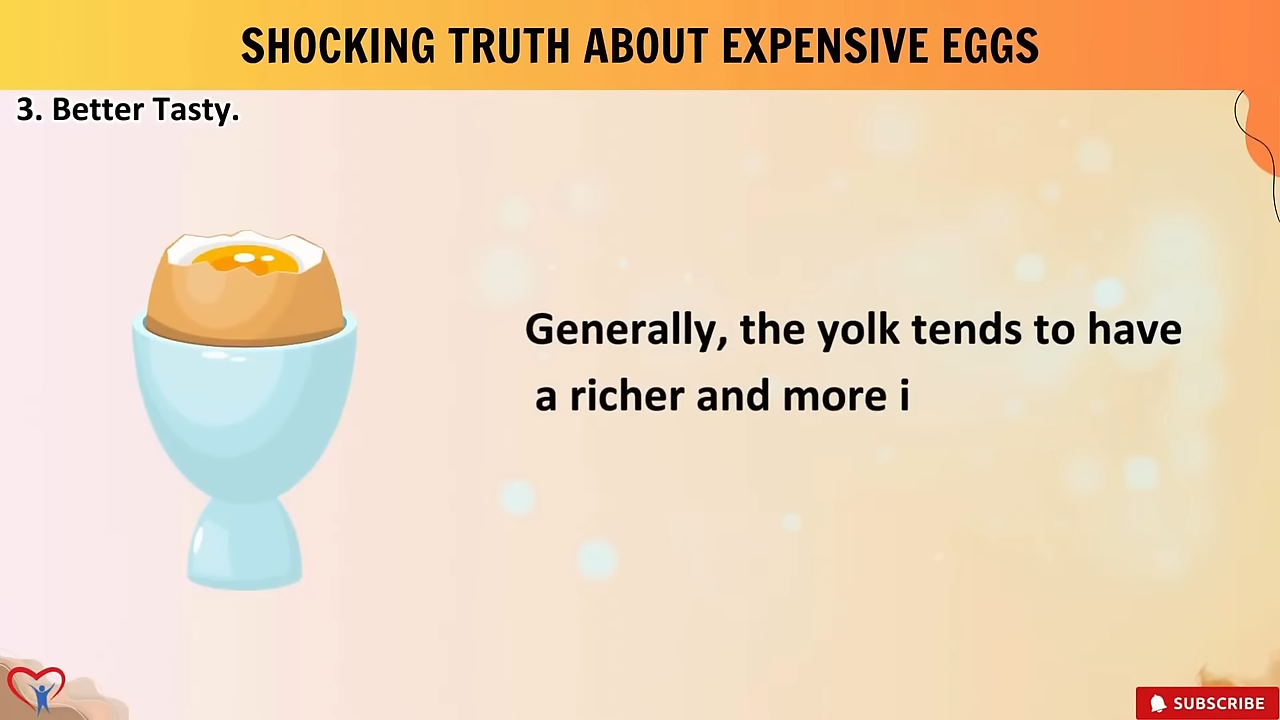 SHOCKING TRUTH ABOUT EXPENSIVE EGGS
3. Better Tasty.
Generally, the yolk tends to have
a richer and more i
SUBSCRIBE